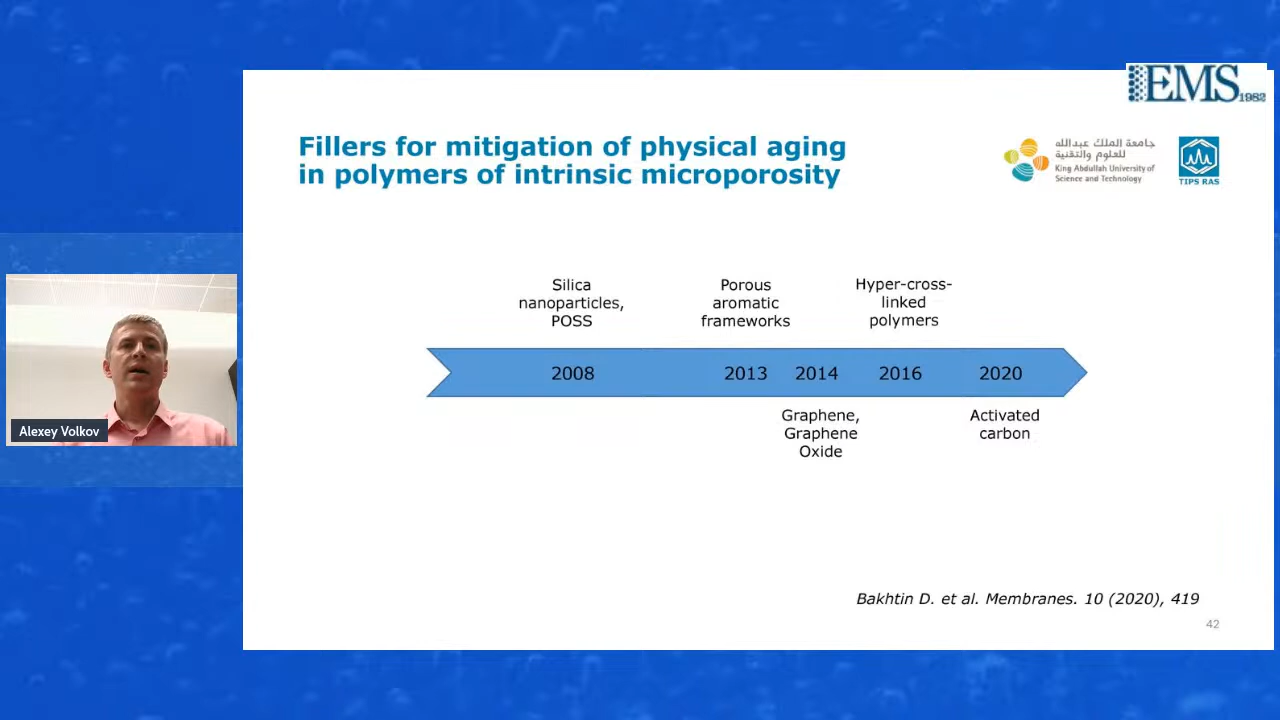 EMS 1982
Fillers for mitigation of physical aging
in polymers of intrinsic microporosity
جامعة الملك عبدالله
للعلوم والتقنية
King Abdullah University of
Science and Technology
TIPS RAS
Silica
nanoparticles,
POSS
Porous
aromatic
frameworks
Hyper-cross-
linked
polymers
2008
2013
2014
2016
2020
Graphene,
Graphene
Oxide
Activated
carbon
Alexey Volkov
Bakhtin D. et al. Membranes. 10 (2020), 419
42